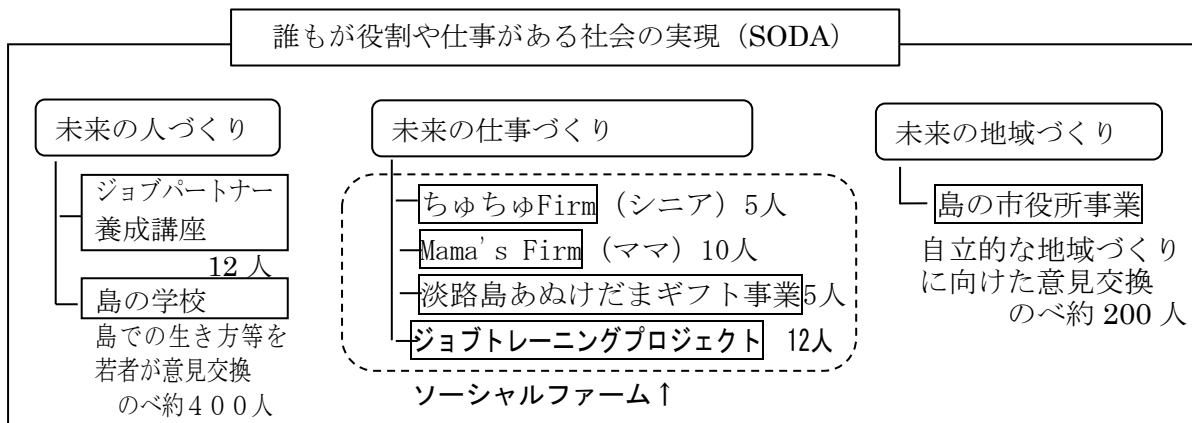 誰もが役割や仕事がある社会の実現（SODA）
未来の人づくり
ジョブパートナー
養成講座
12 人
島の学校
島での生き方等を
若者が意見交換
のべ約４００人
未来の仕事づくり
ちゅちゅFirm（シニア）5人
Mama's Firm（ママ）10人
淡路島あぬけだまギフト事業5人
ジョブトレーニングプロジェクト 12人
ソーシャルファーム↑
未来の地域づくり
島の市役所事業
自立的な地域づくり
に向けた意見交換
のべ約 200 人